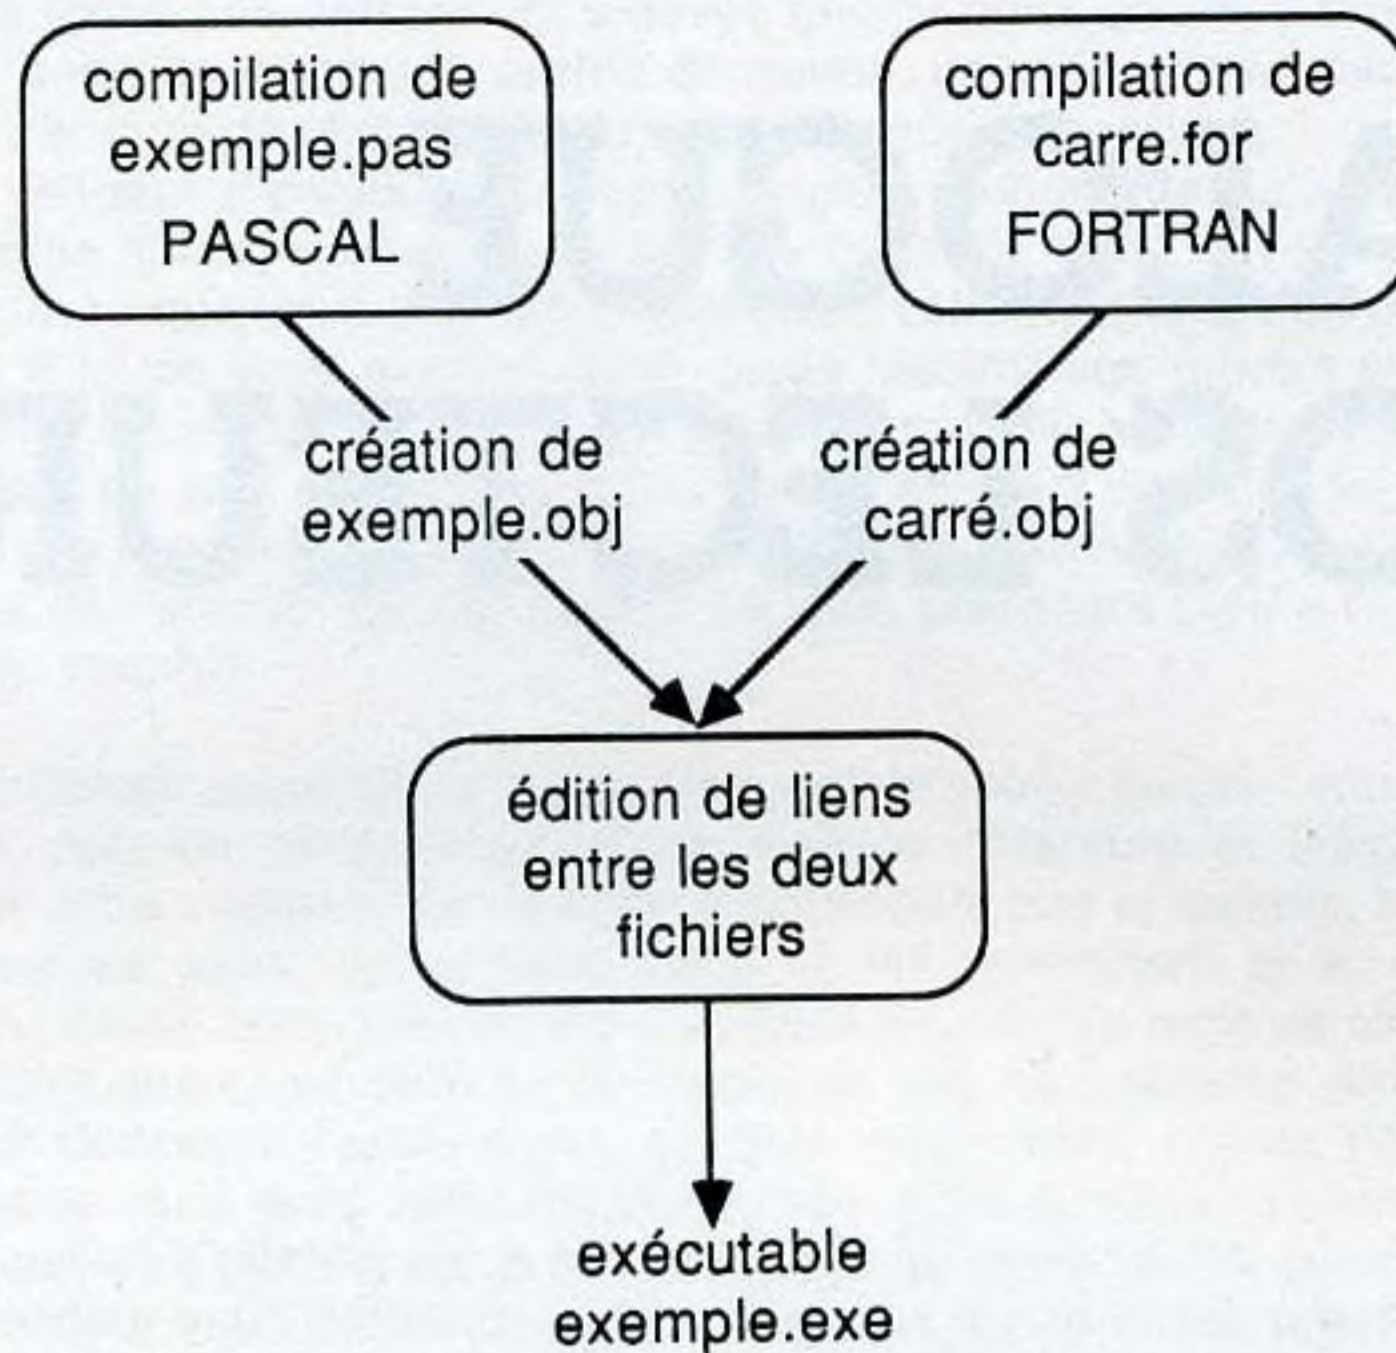 compilation de
exemple.pas
PASCAL
compilation de
carre.for
FORTRAN
création de
exemple.obj
création de
carré.obj
édition de liens
entre les deux
fichiers
exécutable
exemple.exe